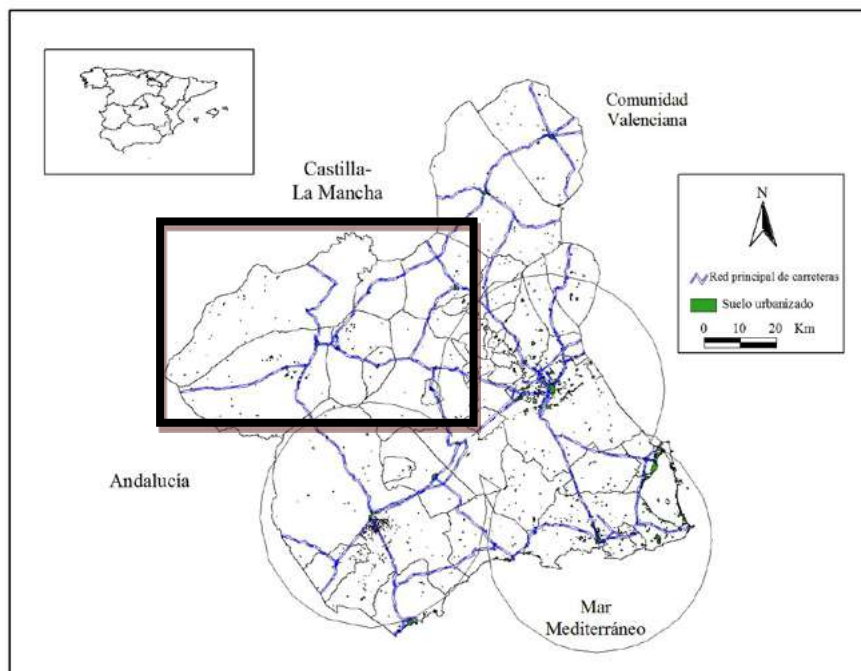 Comunidad
Valenciana
Castilla-
La Mancha
N
Red principal de carreteras
Suelo urbanizado
0 10 20 Km
Andalucía
Mar
Mediterráneo